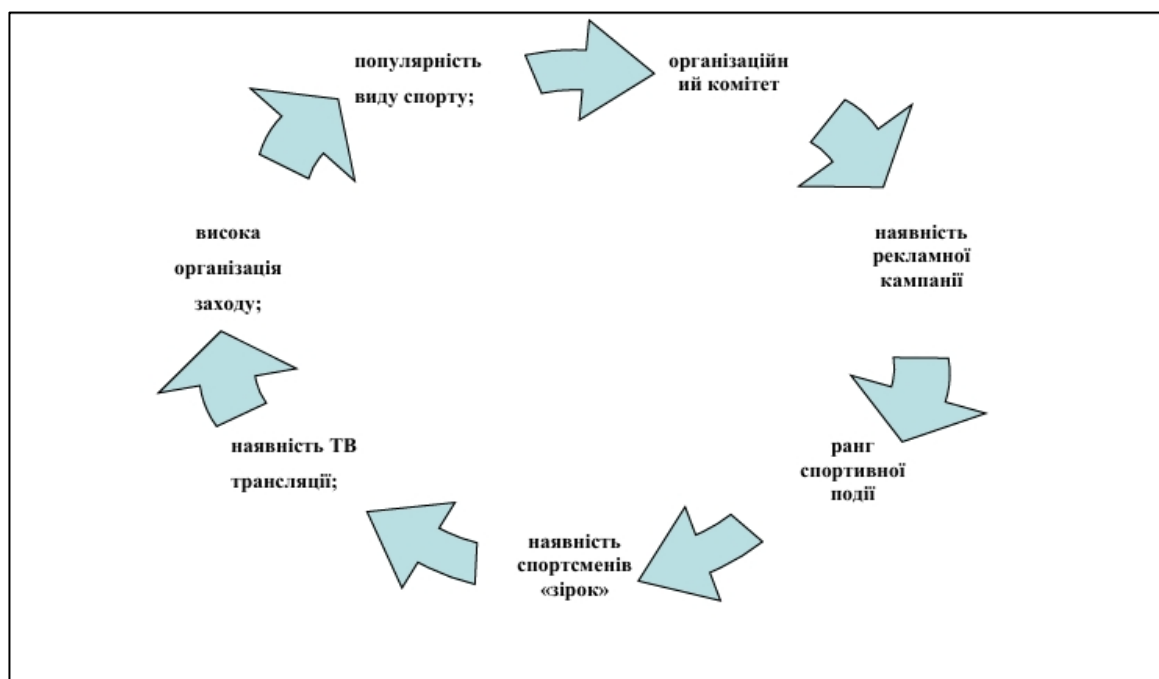 популярність
виду спорту;
організаційн
ий комітет
наявність
рекламної
кампанії
ранг
спортивної
події
наявність
спортсменів
«зірок»
наявність ТВ
трансляції;
висока
організація
заходу;